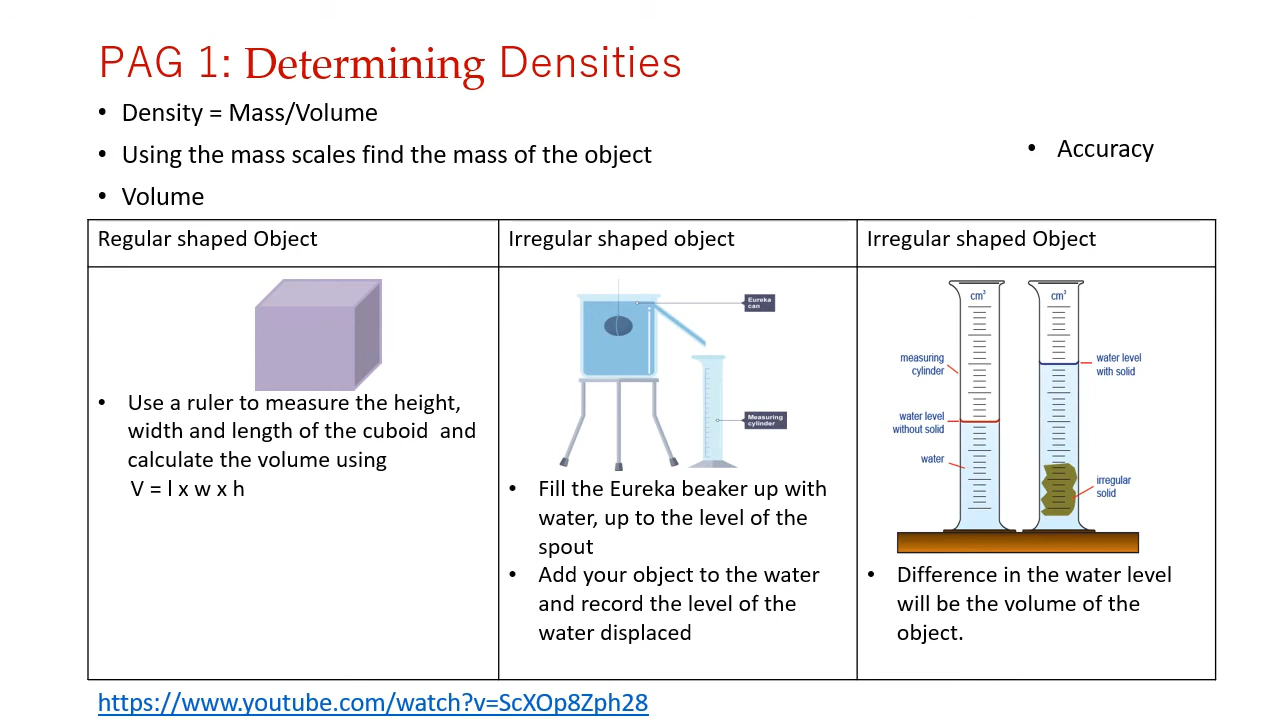 PAG 1: Determining Densities
• Density = Mass/Volume
• Using the mass scales find the mass of the object
• Accuracy
• Volume
Regular shaped Object
Irregular shaped object
Irregular shaped Object
• Use a ruler to measure the height,
width and length of the cuboid and
calculate the volume using
V = l x w x h
Eureka
can
Measuring
cylinder
• Fill the Eureka beaker up with
water, up to the level of the
spout
• Add your object to the water
and record the level of the
water displaced
cm³
cm³
measuring
cylinder
water level
with solid
water level
without solid
water
irregular
solid
• Difference in the water level
will be the volume of the
object.
https://www.youtube.com/watch?v=ScXOp8Zph28